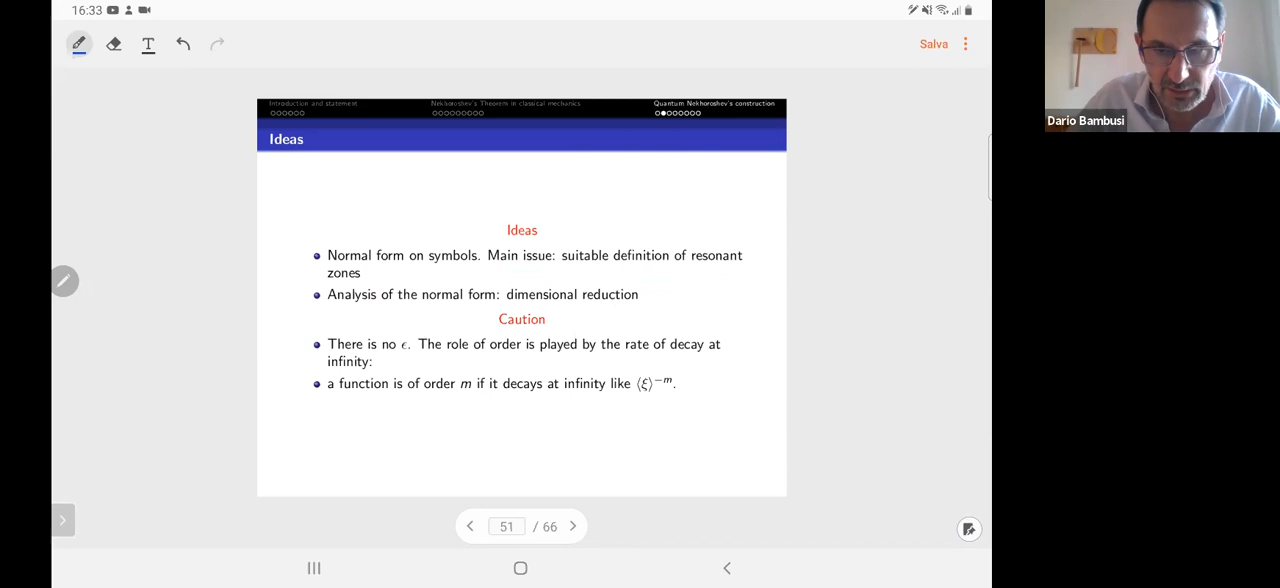 16:33
Salva
Introduction and statement
Nekhoroshev's Theorem in classical mechanics
Quantum Nekhoroshev's construction
Ideas
Ideas
Normal form on symbols. Main issue: suitable definition of resonant
zones
Analysis of the normal form: dimensional reduction
Caution
There is no ϵ. The role of order is played by the rate of decay at
infinity:
a function is of order m if it decays at infinity like ⟨ξ⟩⁻ᵐ.
51 / 66
Dario Bambusi